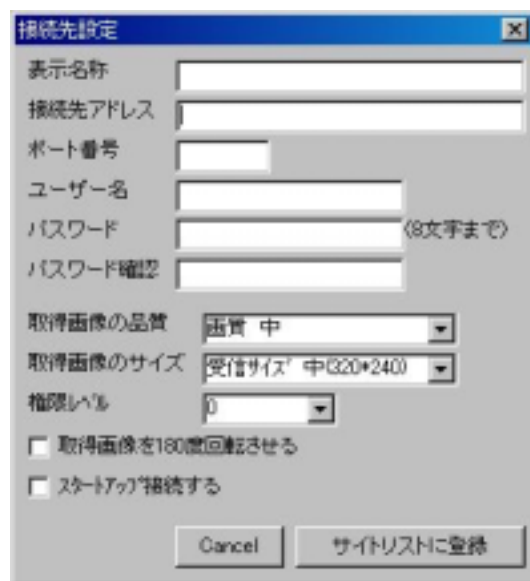 接続先設定
表示名称
接続先アドレス
ポート番号
ユーザー名
パスワード (8文字まで)
パスワード確認
取得画像の品質 画質 中
取得画像のサイズ 受信ｻｲｽﾞ 中(320*240)
権限ﾚﾍﾞﾙ 0
取得画像を180度回転させる
ｽﾀｰﾄｱｯﾌﾟ接続する
Cancel サイトリストに登録